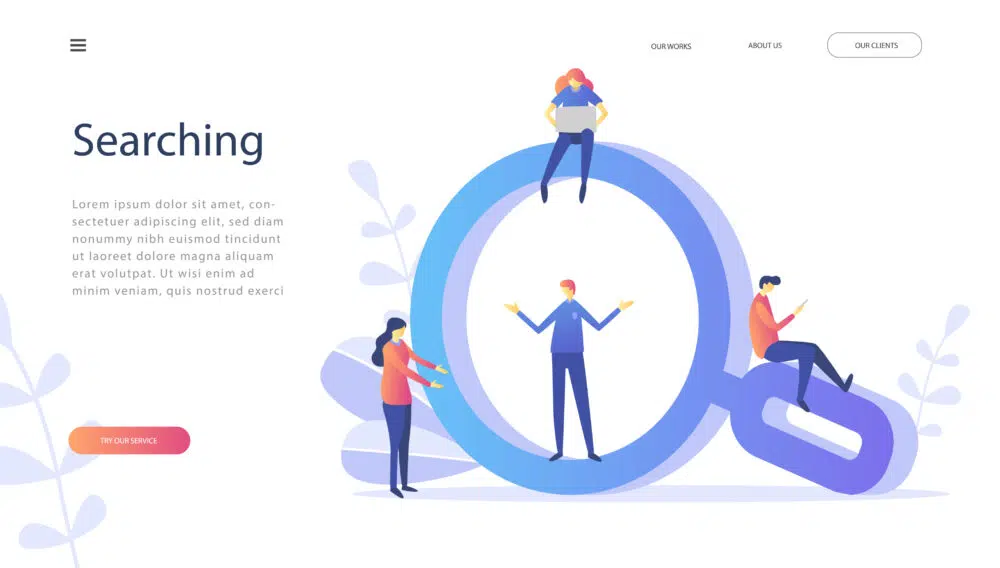 OUR WORKS
ABOUT US
OUR CLIENTS
Searching
Lorem ipsum dolor sit amet, con-
sectetuer adipiscing elit, sed diam
nonummy nibh euismod tincidunt
ut laoreet dolore magna aliquam
erat volutpat. Ut wisi enim ad
minim veniam, quis nostrud exerci
TRY OUR SERVICE